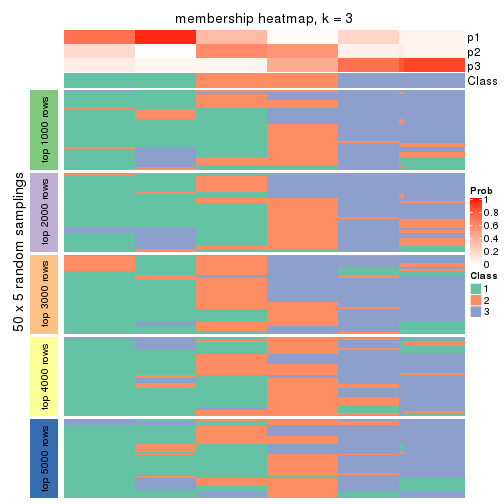 membership heatmap, k = 3
p1
p2
p3
Class
50 x 5 random samplings
top 1000 rows
top 2000 rows
top 3000 rows
top 4000 rows
top 5000 rows
Prob
1
0.8
0.6
0.4
0.2
0
Class
1
2
3